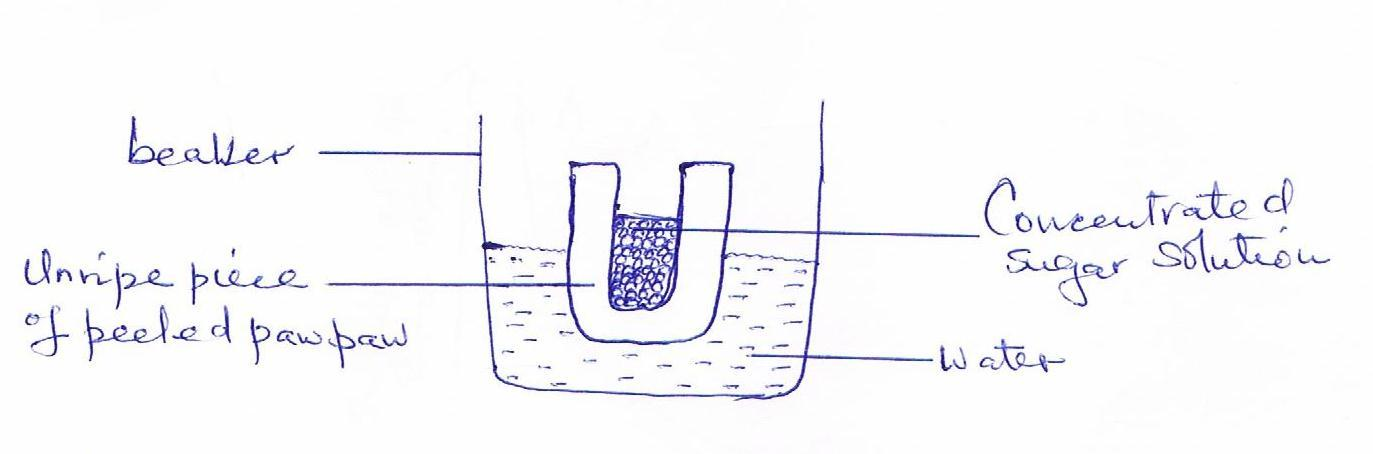 beaker
Concentrated
sugar solution
Unripe piece
of peeled pawpaw
Water